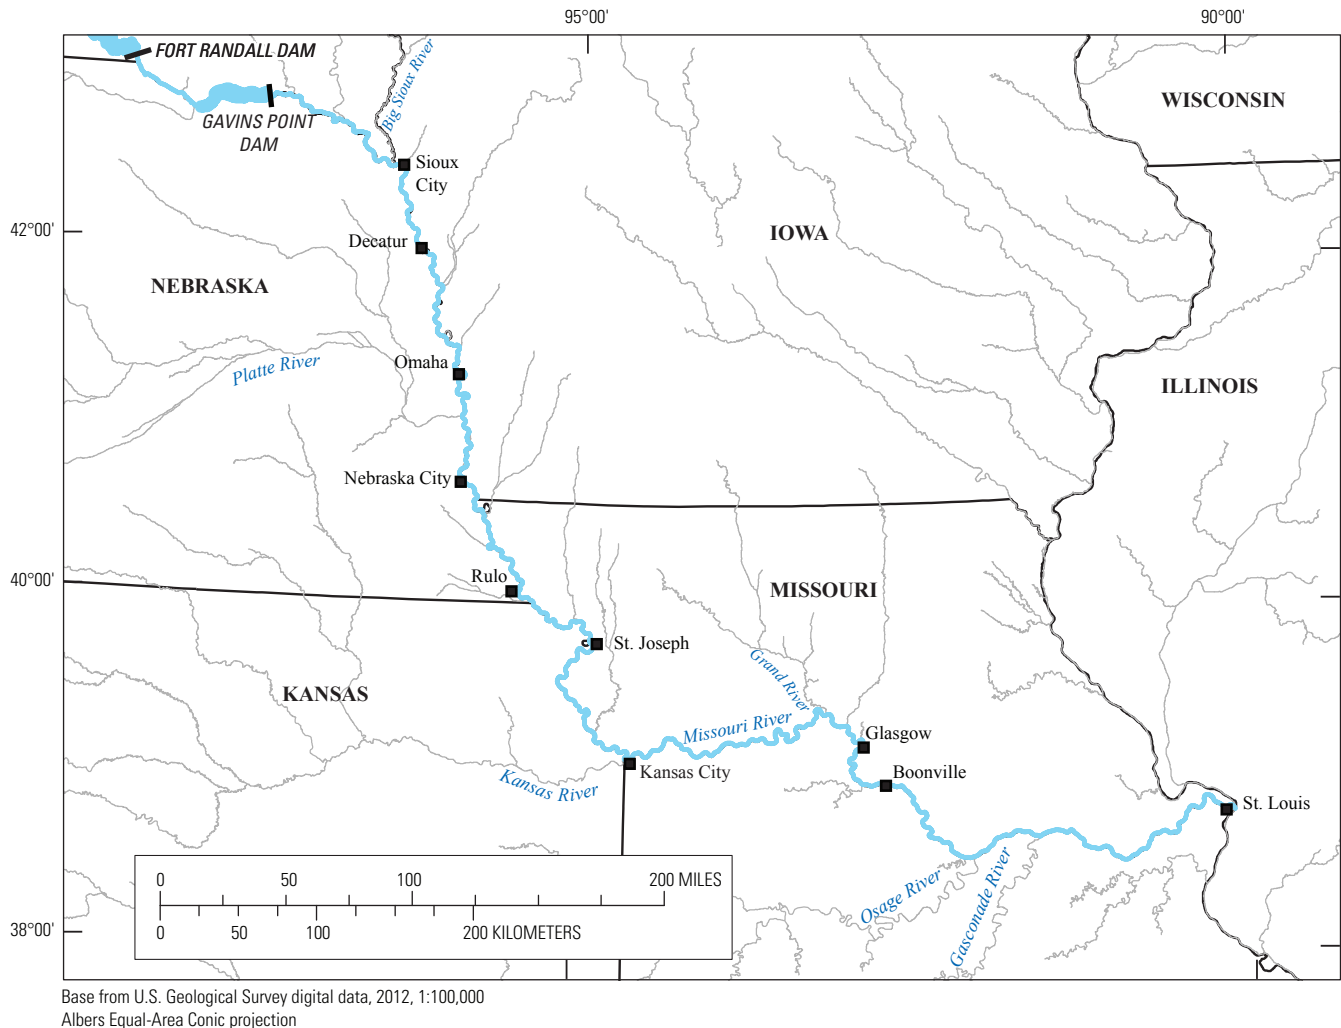 95°00'
90°00'
FORT RANDALL DAM
Big Sioux River
WISCONSIN
GAVINS POINT
DAM
Sioux
City
42°00'
Decatur
IOWA
NEBRASKA
Omaha
Platte River
ILLINOIS
Nebraska City
40°00'
Rulo
MISSOURI
St. Joseph
KANSAS
Grand River
Missouri River
Glasgow
Kansas City
Boonville
Kansas River
St. Louis
0 50 100 200 MILES
0 50 100 200 KILOMETERS
Osage River
Gasconade River
38°00'
Base from U.S. Geological Survey digital data, 2012, 1:100,000
Albers Equal-Area Conic projection